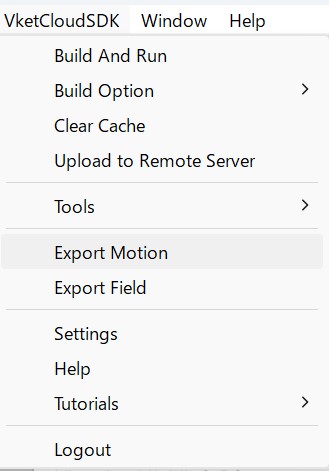 VketCloudSDK Window Help
Build And Run
Build Option
Clear Cache
Upload to Remote Server
Tools
Export Motion
Export Field
Settings
Help
Tutorials
Logout